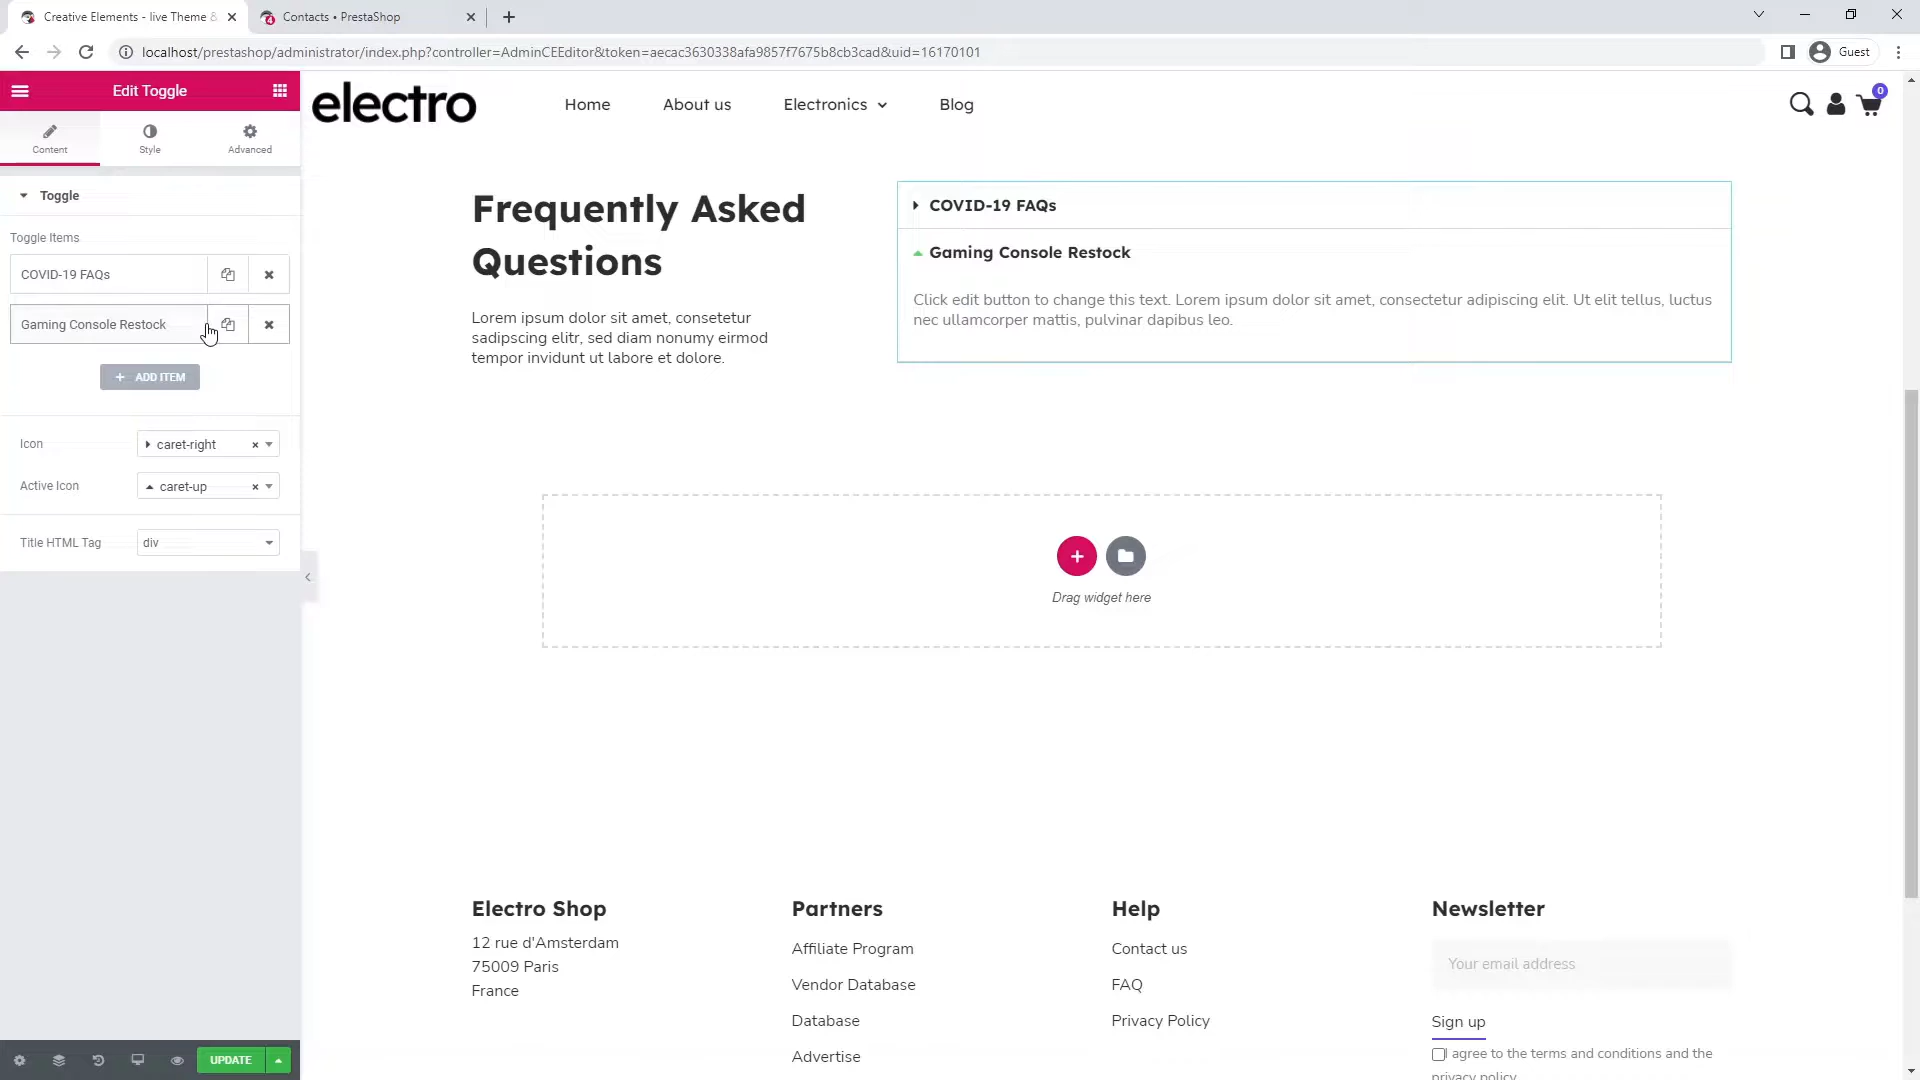 Creative Elements - live Theme &
Contacts • PrestaShop
localhost/prestashop/administrator/index.php?controller=AdminCEEditor&token=aecac3630338afa9857f7675b8cb3cad&uid=16170101
Guest
Edit Toggle
Content
Style
Advanced
Toggle
Toggle Items
COVID-19 FAQs
Gaming Console Restock
ADD ITEM
Icon
caret-right
Active Icon
caret-up
Title HTML Tag
div
UPDATE
electro
Home
About us
Electronics
Blog
0
Frequently Asked
Questions
Lorem ipsum dolor sit amet, consetetur
sadipscing elitr, sed diam nonumy eirmod
tempor invidunt ut labore et dolore.
COVID-19 FAQs
Gaming Console Restock
Click edit button to change this text. Lorem ipsum dolor sit amet, consectetur adipiscing elit. Ut elit tellus, luctus
nec ullamcorper mattis, pulvinar dapibus leo.
Drag widget here
Electro Shop
12 rue d'Amsterdam
75009 Paris
France
Partners
Affiliate Program
Vendor Database
Database
Advertise
Help
Contact us
FAQ
Privacy Policy
Newsletter
Your email address
Sign up
I agree to the terms and conditions and the
privacy policy